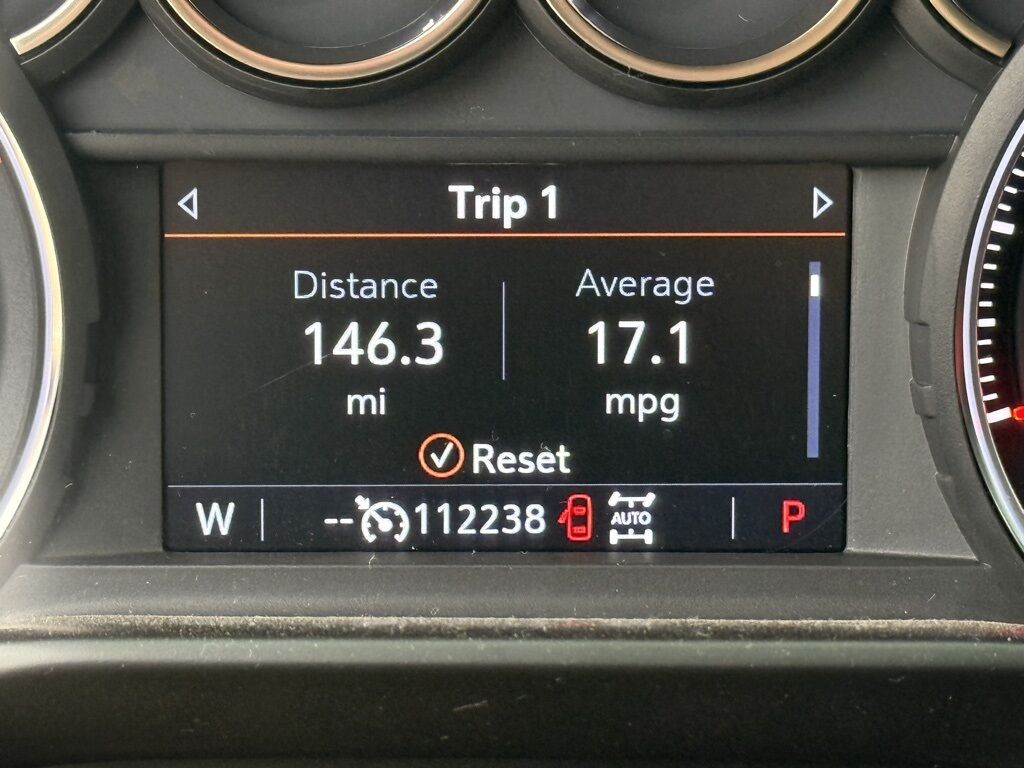 Trip 1
Distance Average
146.3 17.1
mi mpg
Reset
W -- 112238 AUTO P